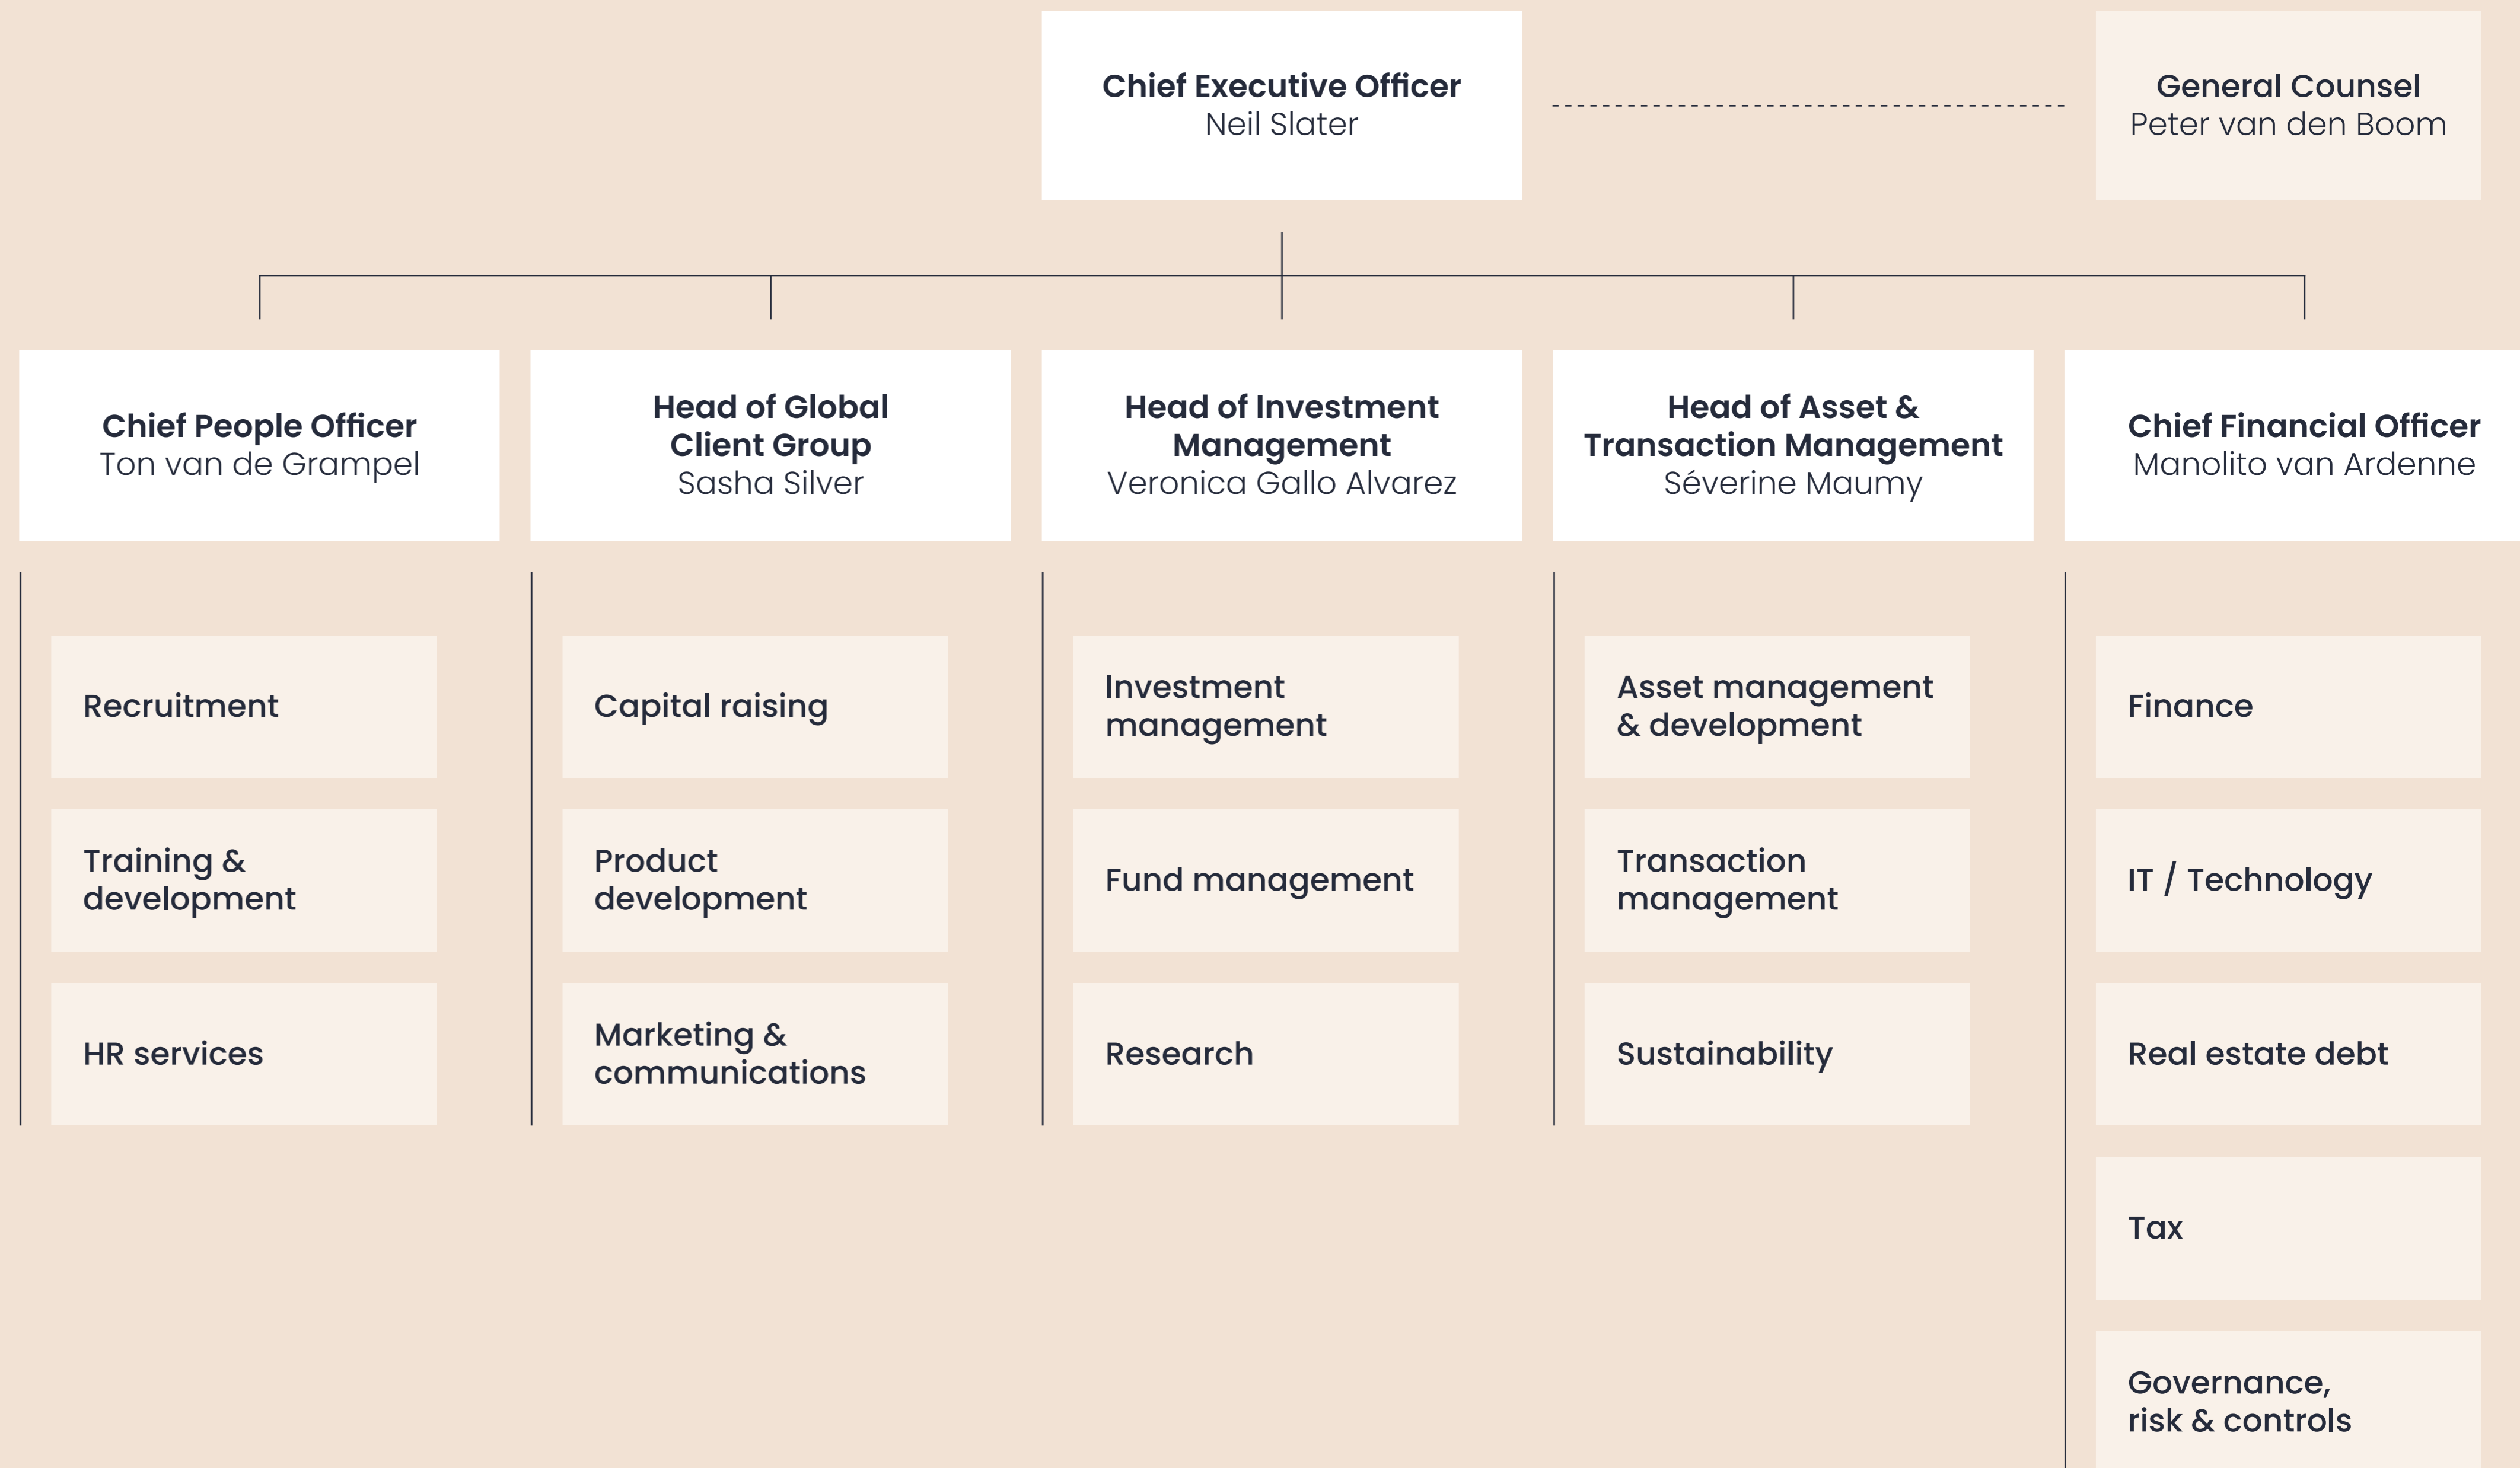 Chief Executive Officer
Neil Slater
General Counsel
Peter van den Boom
Chief People Officer
Ton van de Grampel
Head of Global
Client Group
Sasha Silver
Head of Investment
Management
Veronica Gallo Alvarez
Head of Asset &
Transaction Management
Séverine Maumy
Chief Financial Officer
Manolito van Ardenne
Recruitment
Training &
development
HR services
Capital raising
Product
development
Marketing &
communications
Investment
management
Fund management
Research
Asset management
& development
Transaction
management
Sustainability
Finance
IT / Technology
Real estate debt
Tax
Governance,
risk & controls